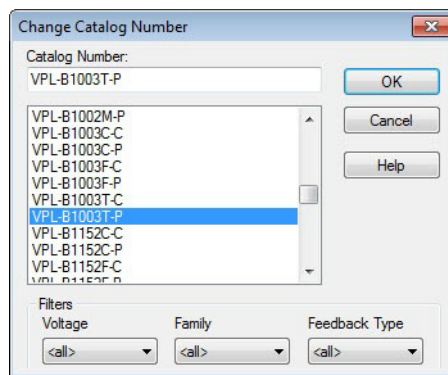 Change Catalog Number
Catalog Number:
VPL-B1003T-P
OK
VPL-B1002M-P
VPL-B1003C-C
VPL-B1003C-P
VPL-B1003F-C
VPL-B1003F-P
VPL-B1003T-C
VPL-B1003T-P
VPL-B1152C-C
VPL-B1152C-P
VPL-B1152F-C
Cancel
Help
Filters
Voltage Family Feedback Type
<all> <all> <all>